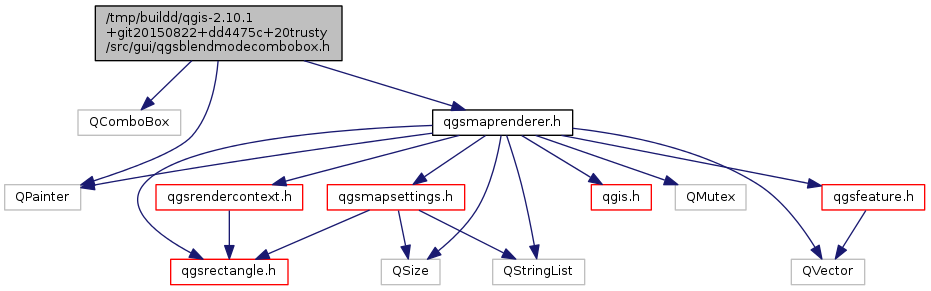 /tmp/buildd/qgis-2.10.1
+git20150822+dd4475c+20trusty
/src/gui/qgsblendmodecombobox.h
QComboBox
qgsmaprenderer.h
QPainter
qgsrendercontext.h
qgsmapsettings.h
qgis.h
QMutex
qgsfeature.h
qgsrectangle.h
QSize
QStringList
QVector